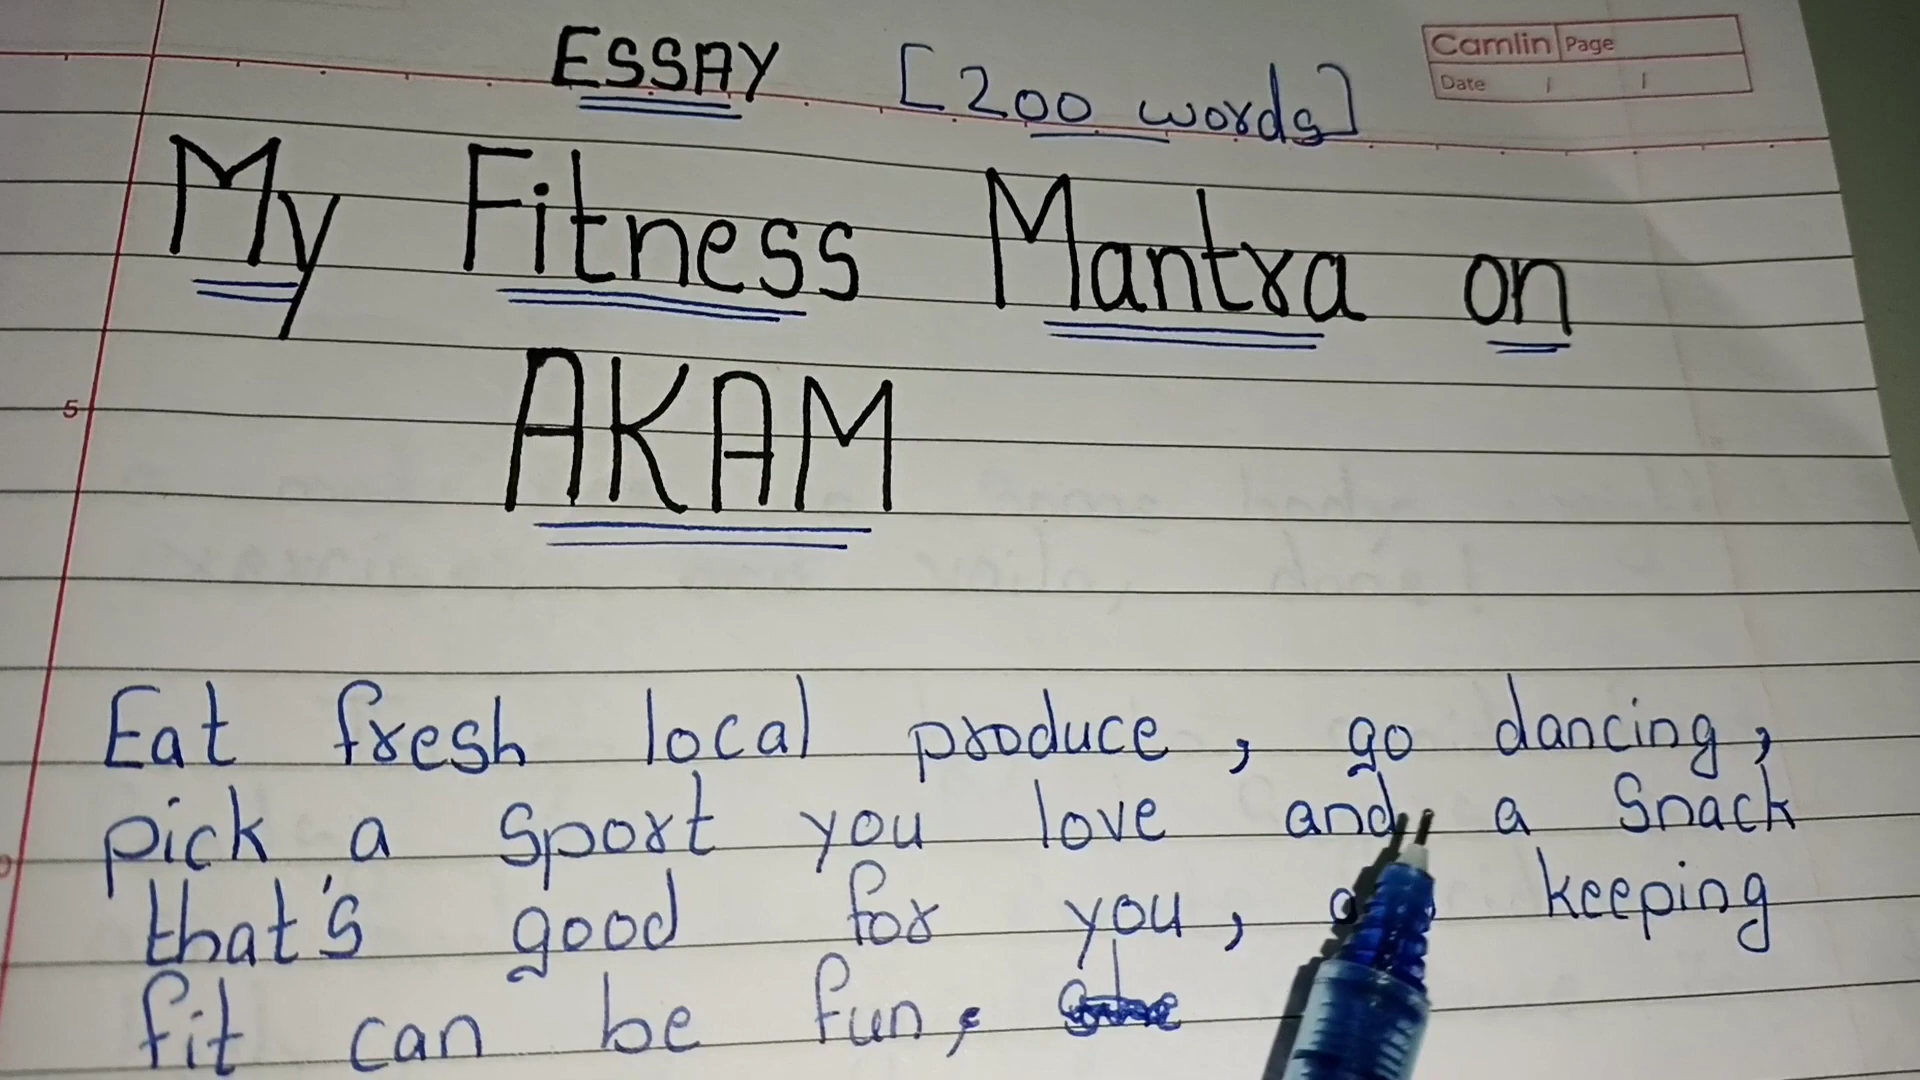 ESSAY [200 words]
Camlin Page
Date / /
My Fitness Mantra on
AKAM
5
Eat fresh local produce, go dancing,
pick a sport you love and a Snack
that's good for you, keeping
fit can be fun,